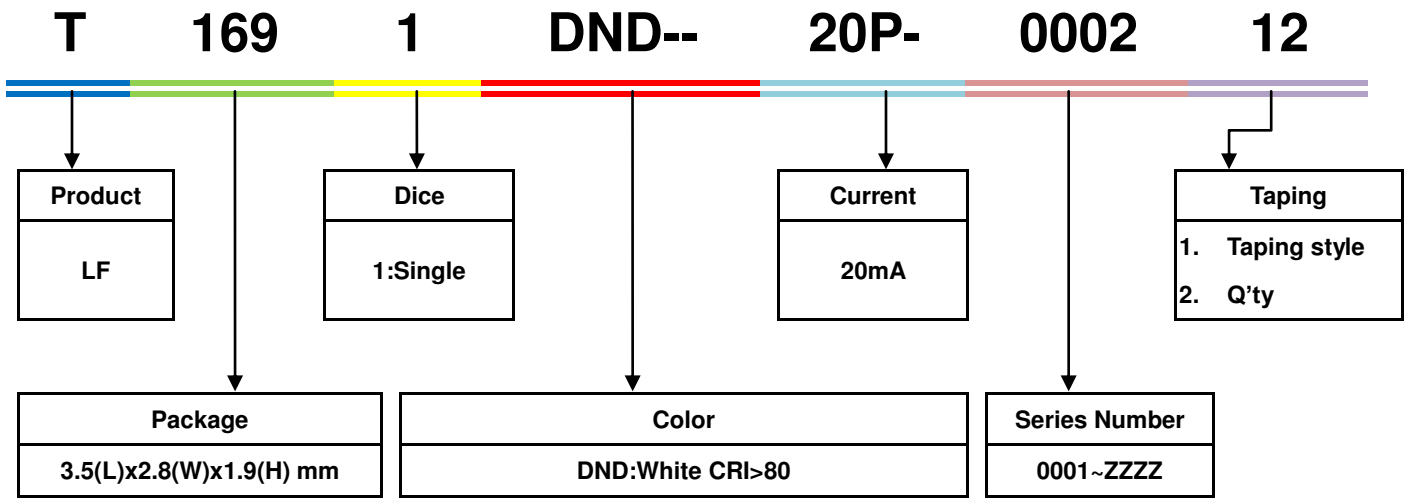 T 169 1 DND-- 20P- 0002 12
Product
LF
Dice
1:Single
Current
20mA
Taping
1. Taping style
2. Q’ty
Package
3.5(L)x2.8(W)x1.9(H) mm
Color
DND:White CRI>80
Series Number
0001~ZZZZ